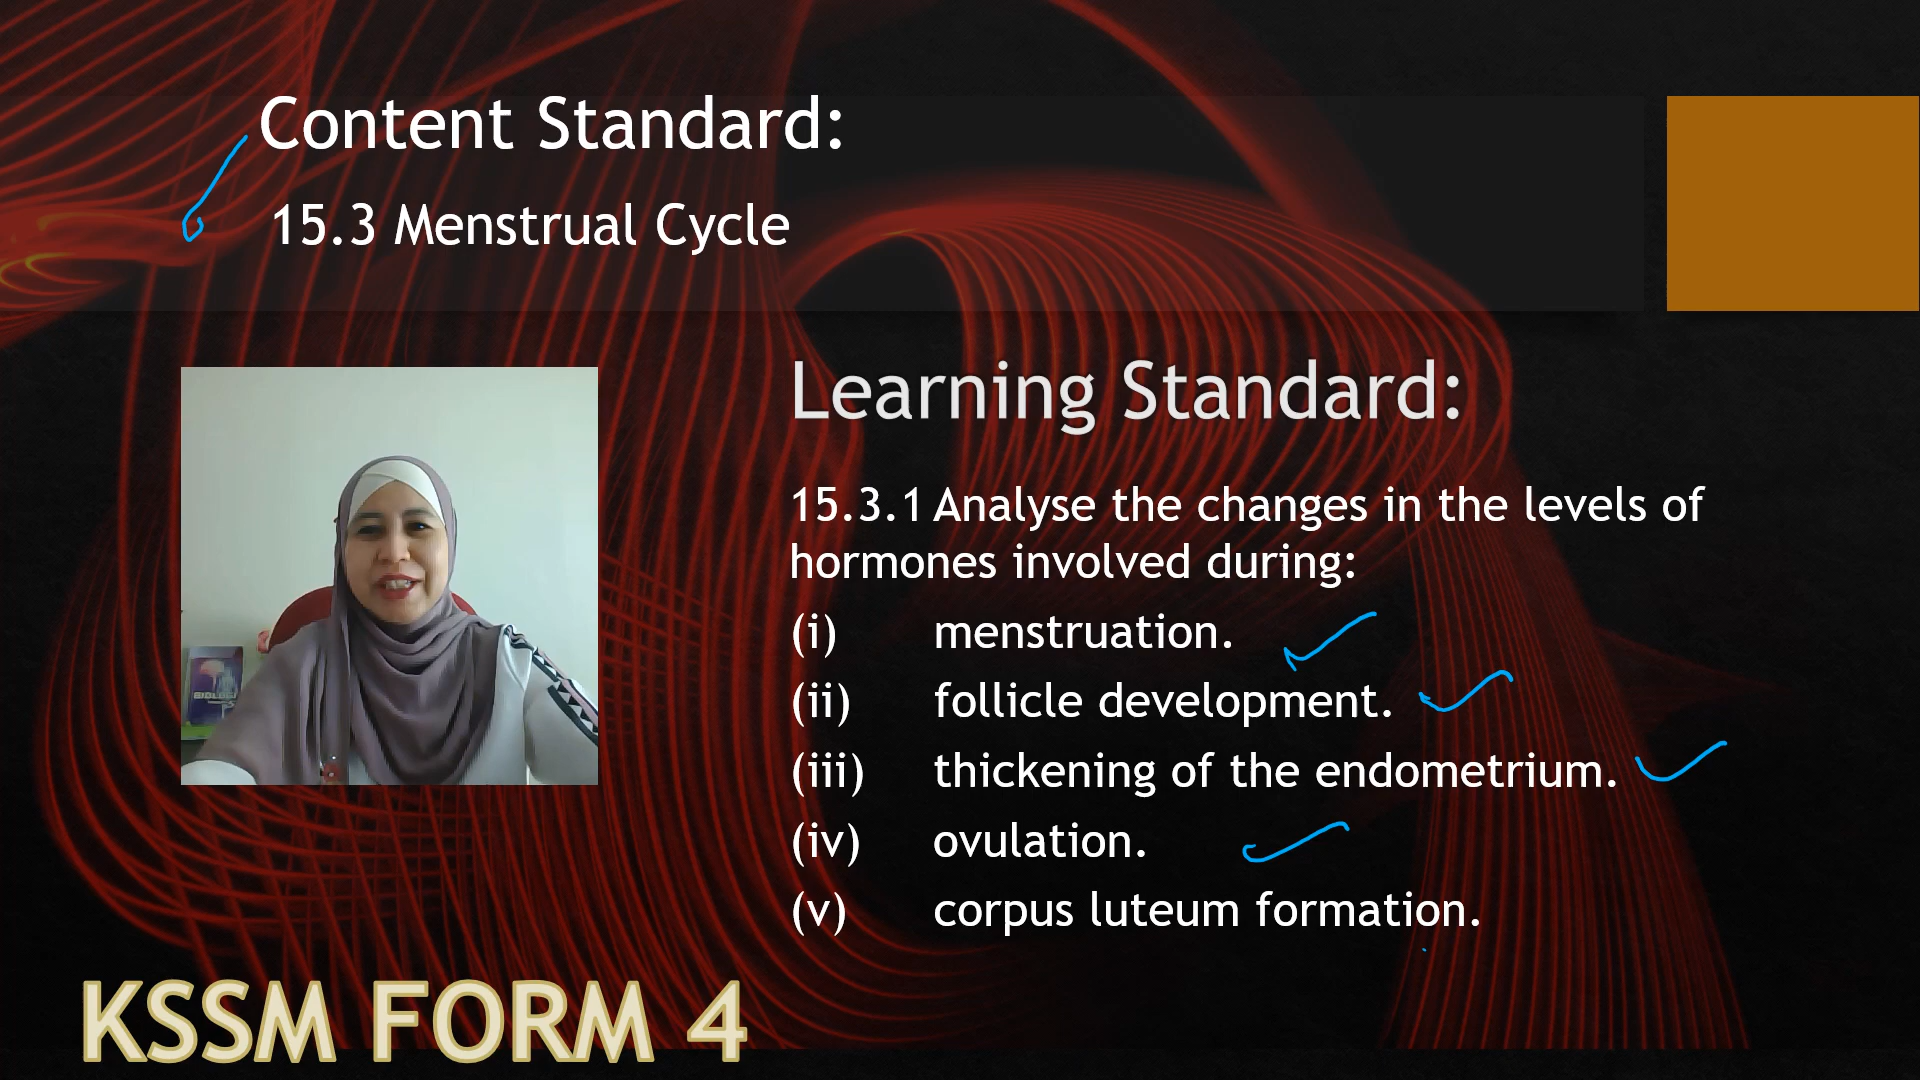 Content Standard:
15.3 Menstrual Cycle
Learning Standard:
15.3.1 Analyse the changes in the levels of
hormones involved during:
(i) menstruation.
(ii) follicle development.
(iii) thickening of the endometrium.
(iv) ovulation.
(v) corpus luteum formation.
BIOLOGI
KSSM FORM 4